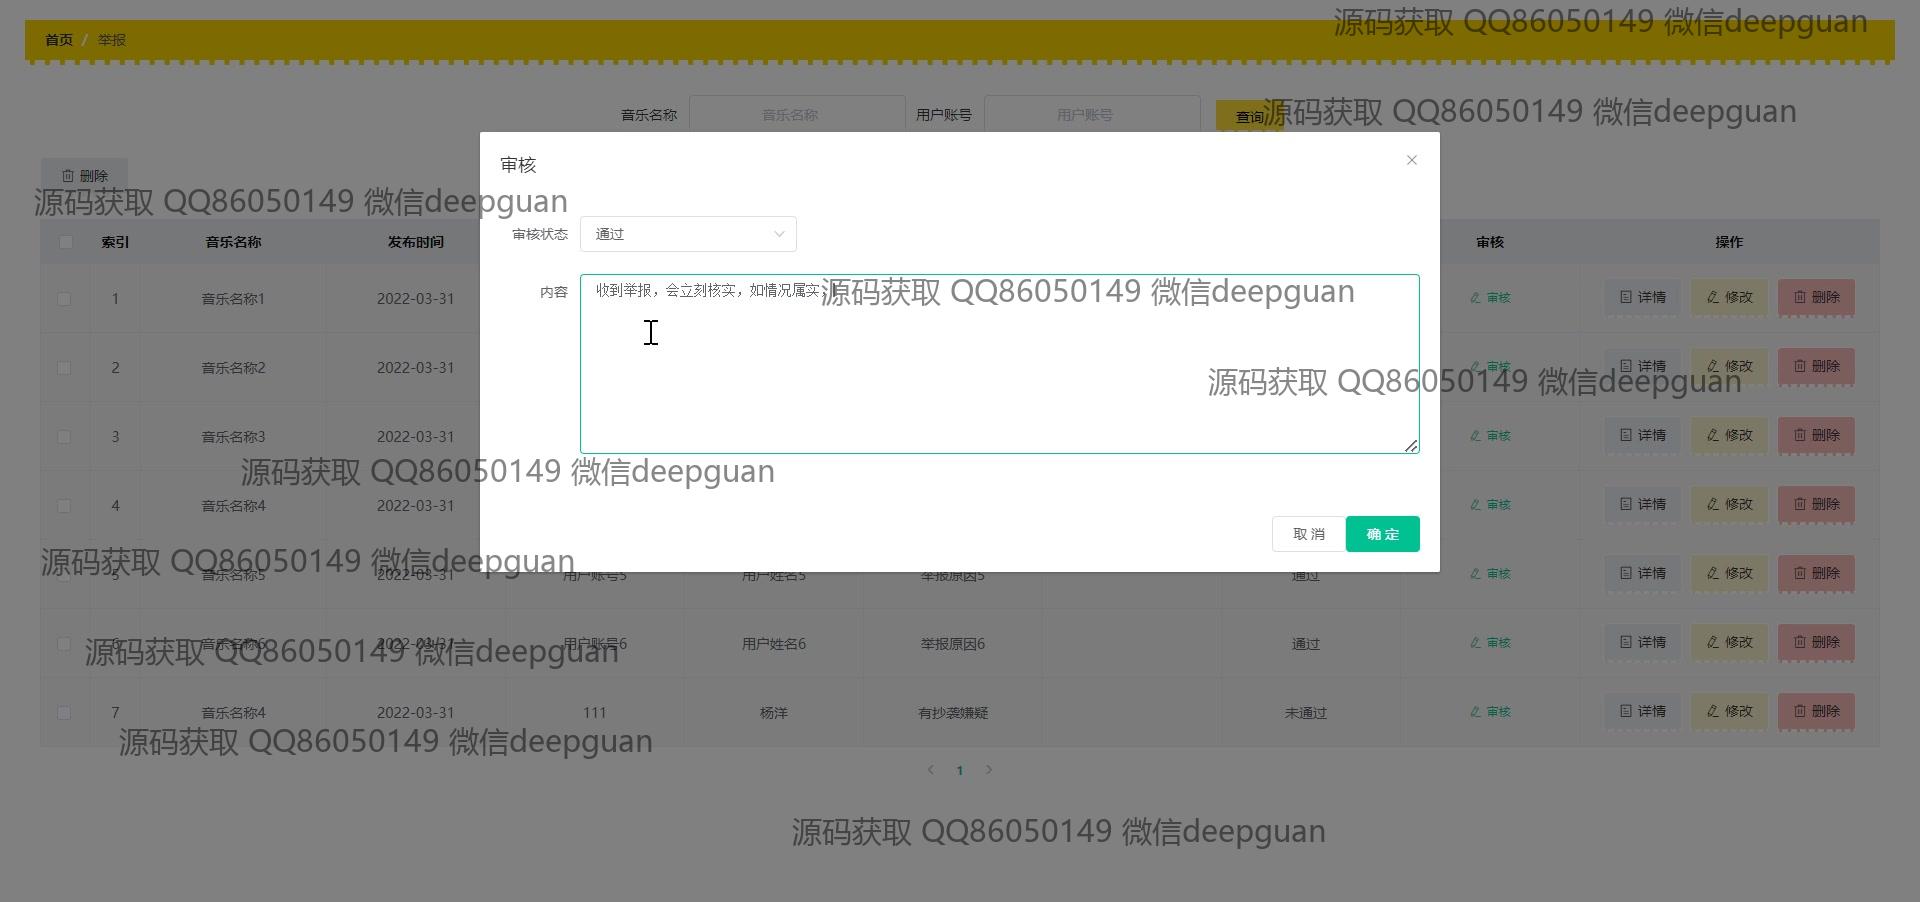 源码获取 QQ86050149 微信deepguan
首页 / 举报
音乐名称 音乐名称 用户账号 用户账号 查询
源码获取 QQ86050149 微信deepguan
审核
删除
源码获取 QQ86050149 微信deepguan
审核状态 通过
索引 音乐名称 发布时间 审核 操作
内容 收到举报，会立刻核实，如情况属实，
源码获取 QQ86050149 微信deepguan
1 音乐名称1 2022-03-31 审核 详情 修改 删除
2 音乐名称2 2022-03-31 审核 详情 修改 删除
源码获取 QQ86050149 微信deepguan
3 音乐名称3 2022-03-31 审核 详情 修改 删除
源码获取 QQ86050149 微信deepguan
4 音乐名称4 2022-03-31 审核 详情 修改 删除
取消 确定
源码获取 QQ86050149 微信deepguan
5 音乐名称5 2022-03-31 用户账号5 用户姓名5 举报原因5 通过 审核 详情 修改 删除
6 音乐名称6 2022-03-31 用户账号6 用户姓名6 举报原因6 通过 审核 详情 修改 删除
源码获取 QQ86050149 微信deepguan
7 音乐名称4 2022-03-31 111 杨洋 有抄袭嫌疑 未通过 审核 详情 修改 删除
源码获取 QQ86050149 微信deepguan
1
源码获取 QQ86050149 微信deepguan